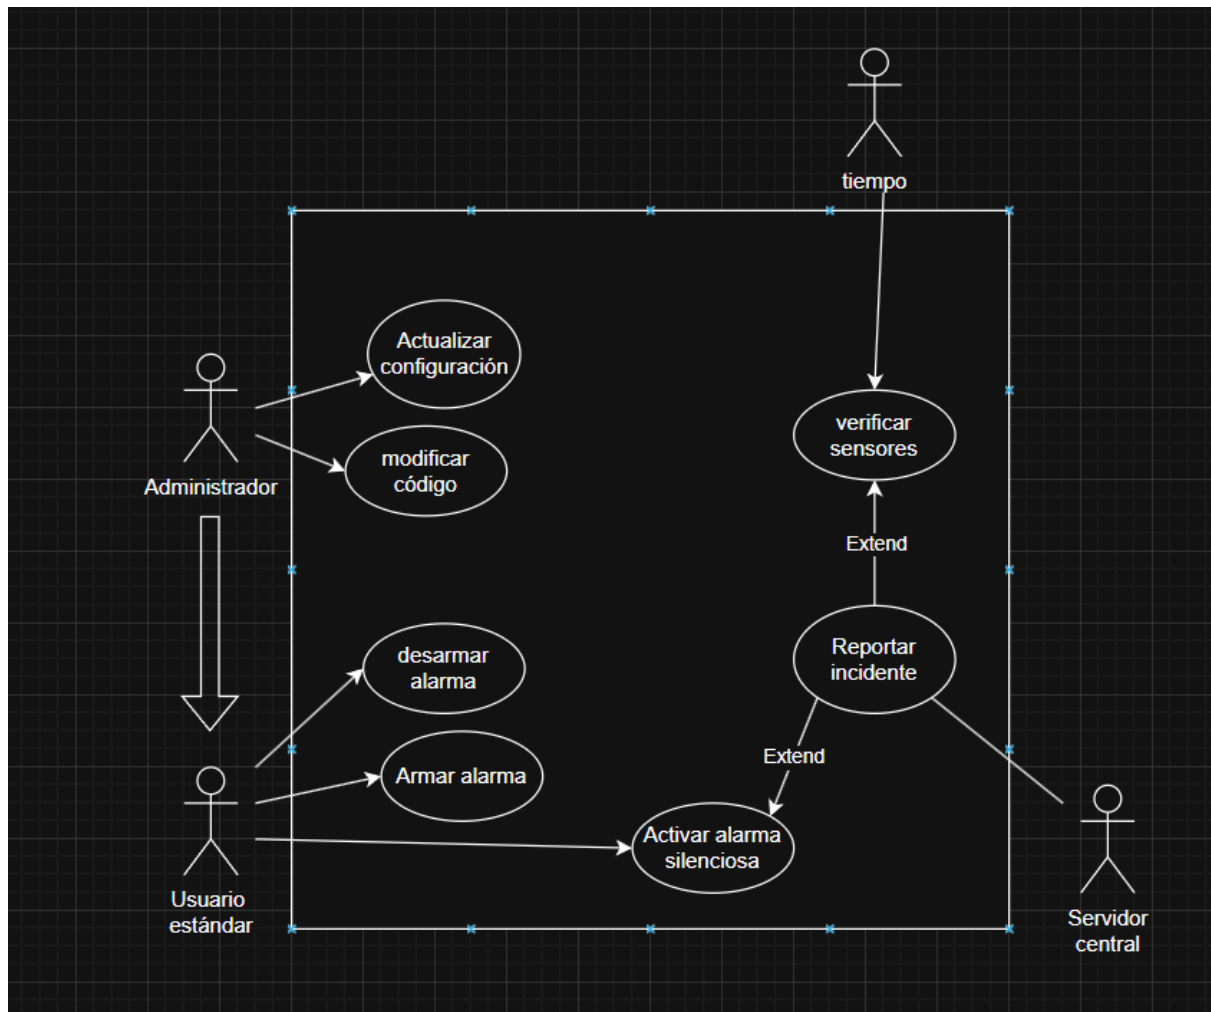 tiempo
Actualizar
configuración
verificar
sensores
modificar
código
Administrador
Extend
desarmar
alarma
Reportar
incidente
Armar alarma
Extend
Activar alarma
silenciosa
Usuario
estándar
Servidor
central